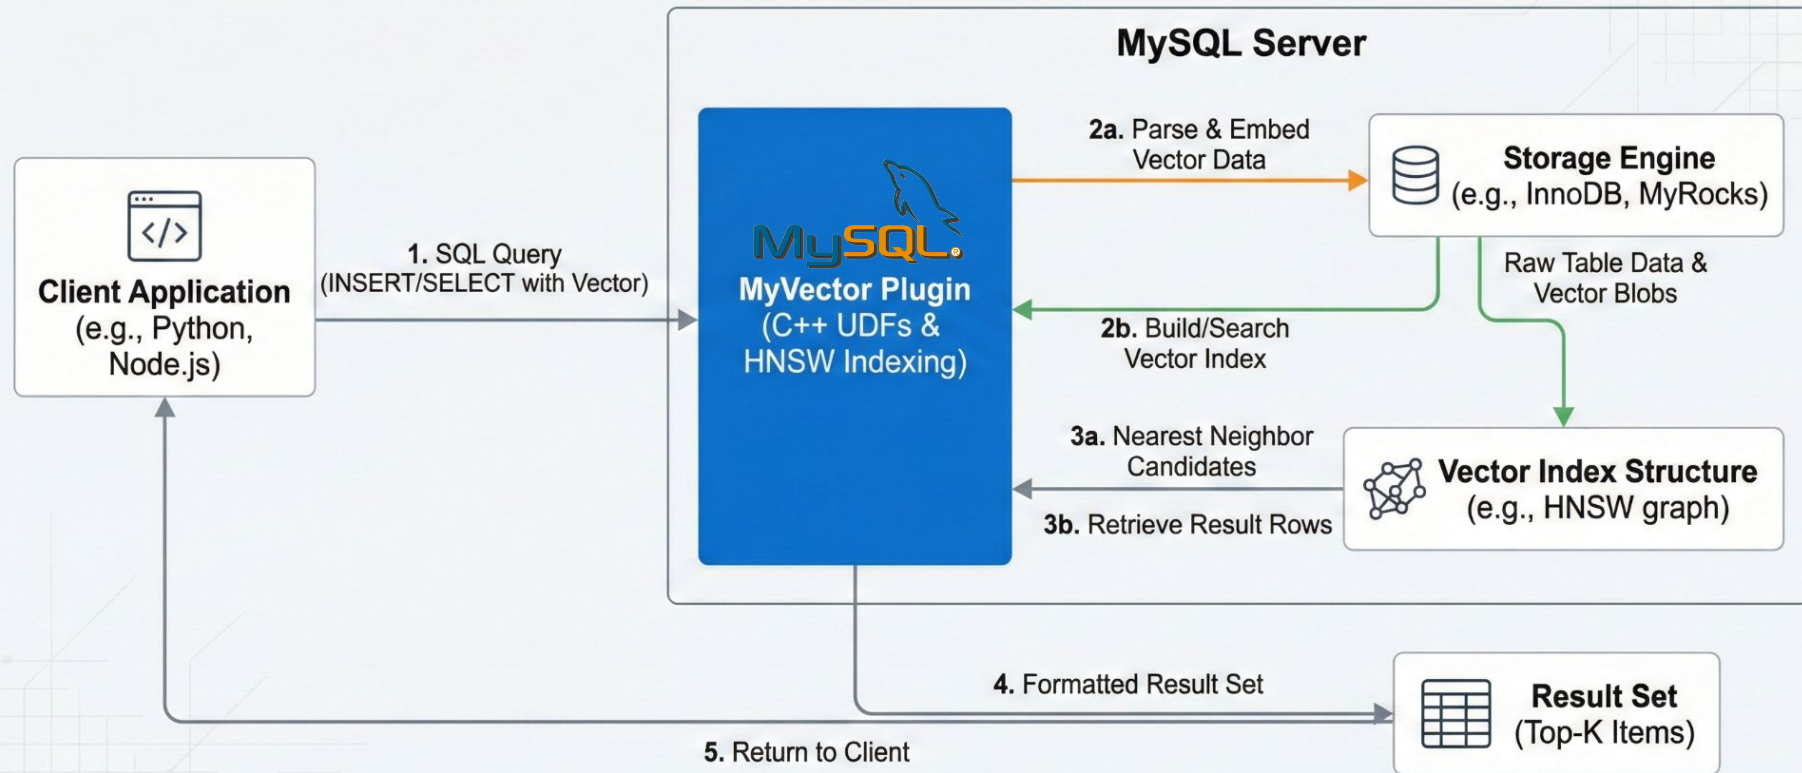 MySQL Server
Client Application
(e.g., Python,
Node.js)
1. SQL Query
(INSERT/SELECT with Vector)
MySQL®
MyVector Plugin
(C++ UDFs &
HNSW Indexing)
2a. Parse & Embed
Vector Data
Storage Engine
(e.g., InnoDB, MyRocks)
2b. Build/Search
Vector Index
Raw Table Data &
Vector Blobs
3a. Nearest Neighbor
Candidates
3b. Retrieve Result Rows
Vector Index Structure
(e.g., HNSW graph)
4. Formatted Result Set
Result Set
(Top-K Items)
5. Return to Client